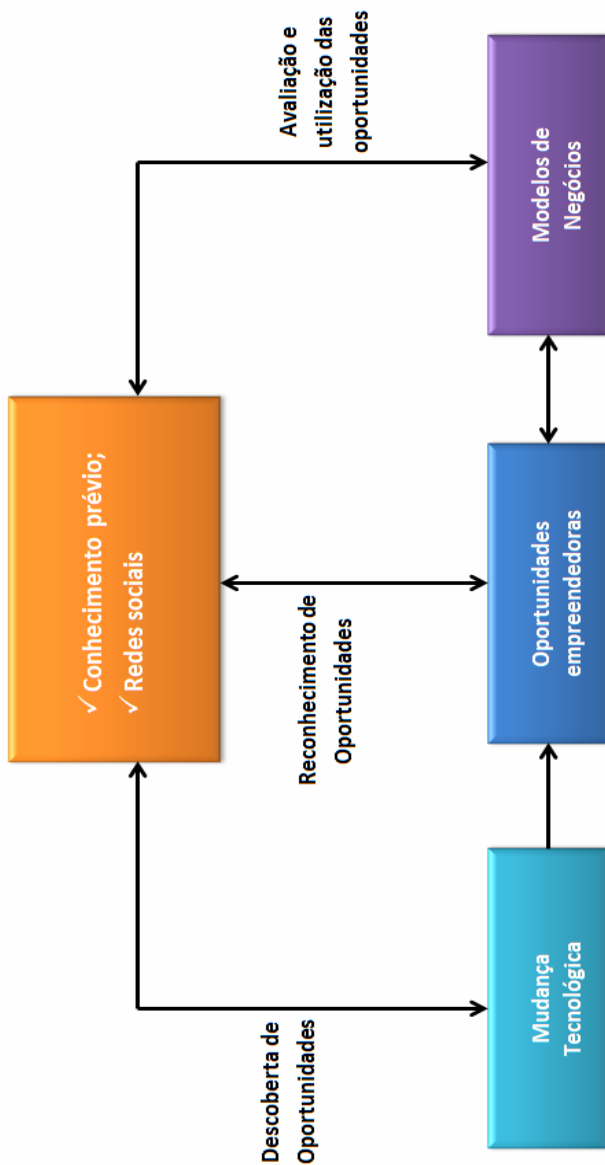 ✓ Conhecimento prévio;
✓ Redes sociais
Descoberta de
Oportunidades
Reconhecimento de
Oportunidades
Avaliação e
utilização das
oportunidades
Mudança
Tecnológica
Oportunidades
empreendedoras
Modelos de
Negócios